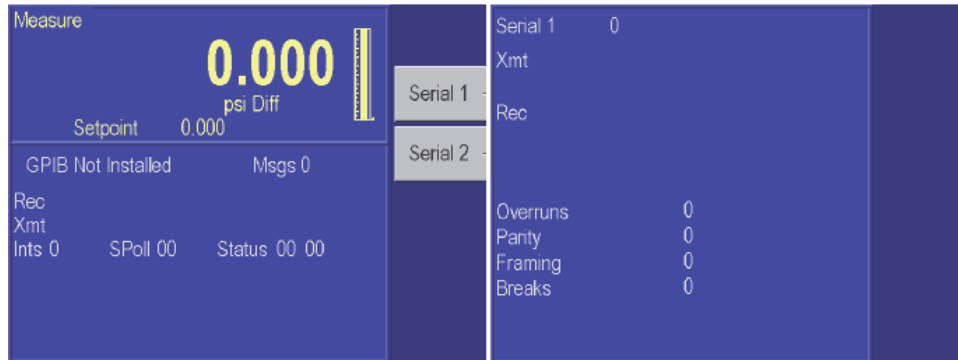 Measure
0.000
psi Diff
Setpoint 0.000
GPIB Not Installed Msgs 0
Rec
Xmt
Ints 0 SPoll 00 Status 00 00
Serial 1
Serial 2
Serial 1 0
Xmt
Rec
Overruns 0
Parity 0
Framing 0
Breaks 0